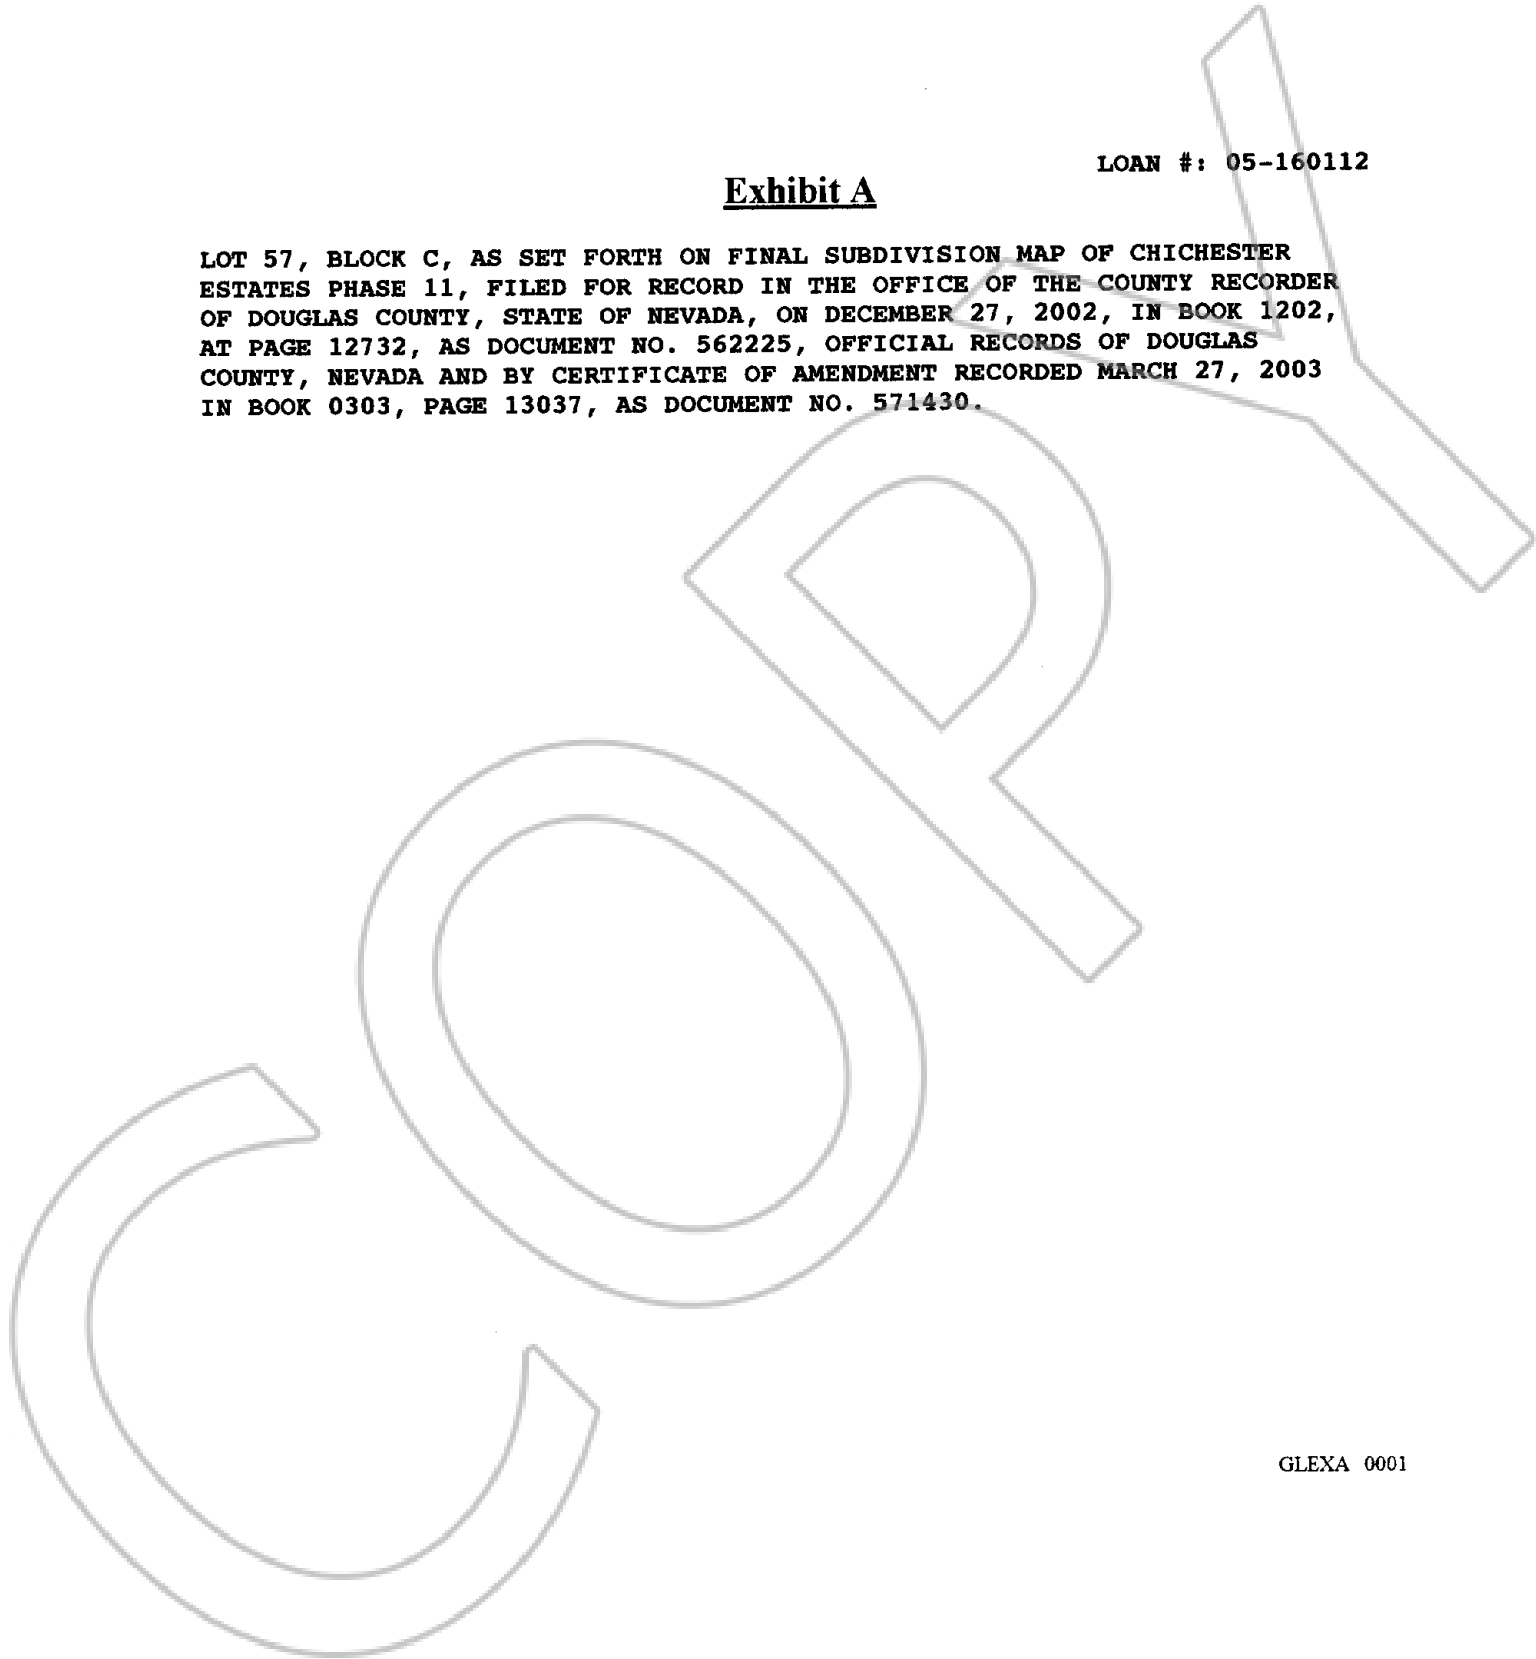 LOAN #: 05-160112
Exhibit A
LOT 57, BLOCK C, AS SET FORTH ON FINAL SUBDIVISION MAP OF CHICHESTER
ESTATES PHASE 11, FILED FOR RECORD IN THE OFFICE OF THE COUNTY RECORDER
OF DOUGLAS COUNTY, STATE OF NEVADA, ON DECEMBER 27, 2002, IN BOOK 1202,
AT PAGE 12732, AS DOCUMENT NO. 562225, OFFICIAL RECORDS OF DOUGLAS
COUNTY, NEVADA AND BY CERTIFICATE OF AMENDMENT RECORDED MARCH 27, 2003
IN BOOK 0303, PAGE 13037, AS DOCUMENT NO. 571430.
COPY
GLEXA 0001